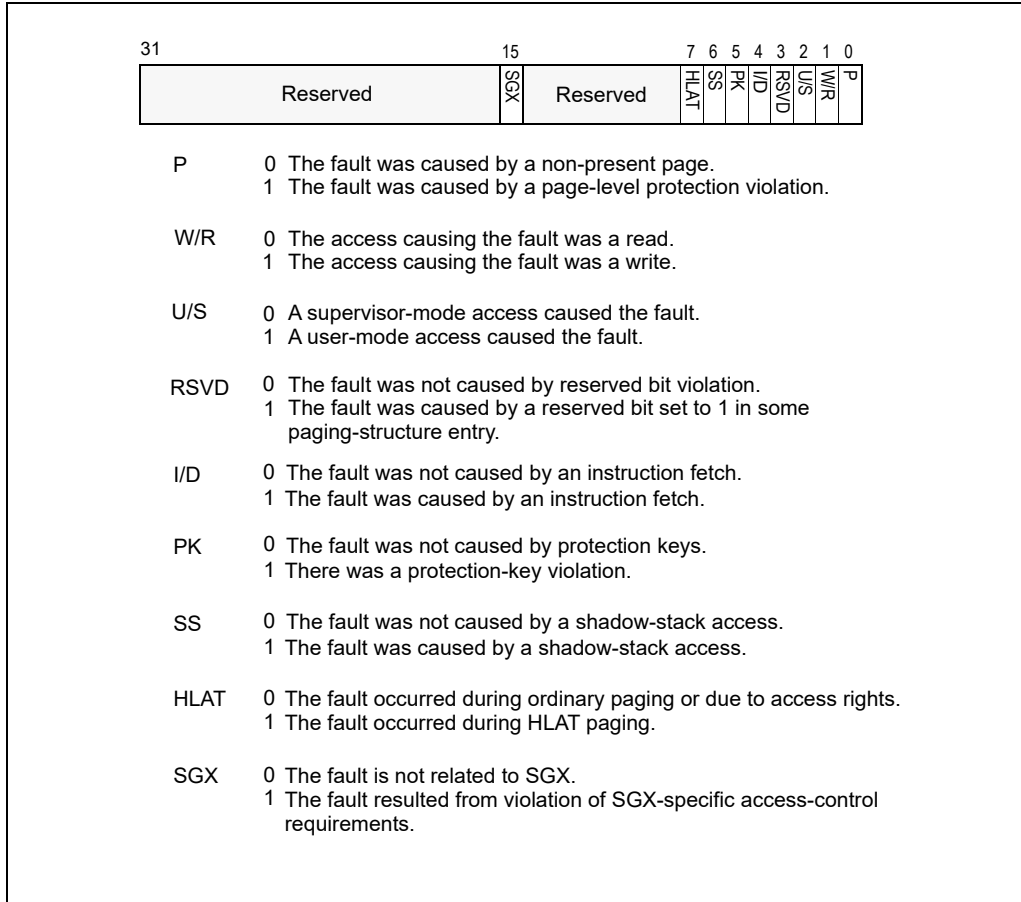 31 15 7 6 5 4 3 2 1 0
Reserved SGX Reserved HLAT SS PK I/D RSVD U/S W/R P
P 0 The fault was caused by a non-present page.
1 The fault was caused by a page-level protection violation.
W/R 0 The access causing the fault was a read.
1 The access causing the fault was a write.
U/S 0 A supervisor-mode access caused the fault.
1 A user-mode access caused the fault.
RSVD 0 The fault was not caused by reserved bit violation.
1 The fault was caused by a reserved bit set to 1 in some
paging-structure entry.
I/D 0 The fault was not caused by an instruction fetch.
1 The fault was caused by an instruction fetch.
PK 0 The fault was not caused by protection keys.
1 There was a protection-key violation.
SS 0 The fault was not caused by a shadow-stack access.
1 The fault was caused by a shadow-stack access.
HLAT 0 The fault occurred during ordinary paging or due to access rights.
1 The fault occurred during HLAT paging.
SGX 0 The fault is not related to SGX.
1 The fault resulted from violation of SGX-specific access-control
requirements.